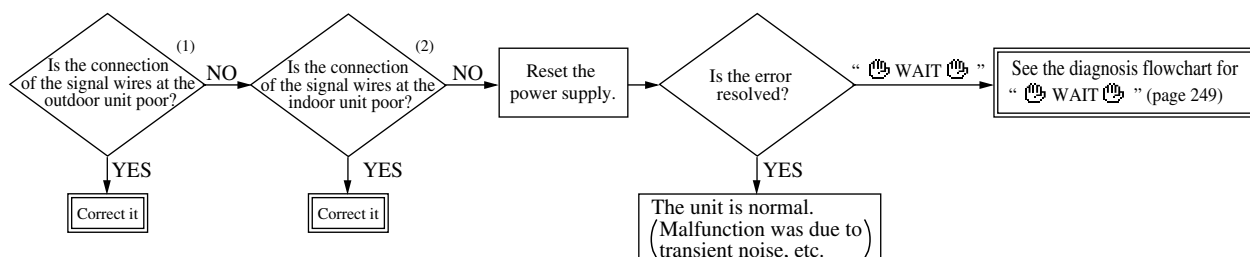 (1)
Is the connection
of the signal wires at the
outdoor unit poor?
NO
YES
Correct it
(2)
Is the connection
of the signal wires at the
indoor unit poor?
NO
YES
Correct it
Reset the
power supply.
Is the error
resolved?
YES
The unit is normal.
(Malfunction was due to
transient noise, etc.)
“ WAIT ”
See the diagnosis flowchart for
“ WAIT ” (page 249)